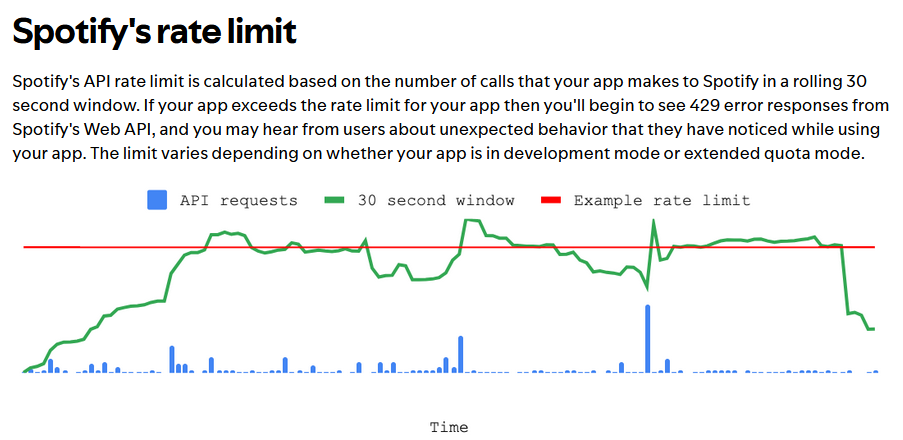 Spotify's rate limit
Spotify's API rate limit is calculated based on the number of calls that your app makes to Spotify in a rolling 30
second window. If your app exceeds the rate limit for your app then you'll begin to see 429 error responses from
Spotify's Web API, and you may hear from users about unexpected behavior that they have noticed while using
your app. The limit varies depending on whether your app is in development mode or extended quota mode.
API requests 30 second window Example rate limit
Time